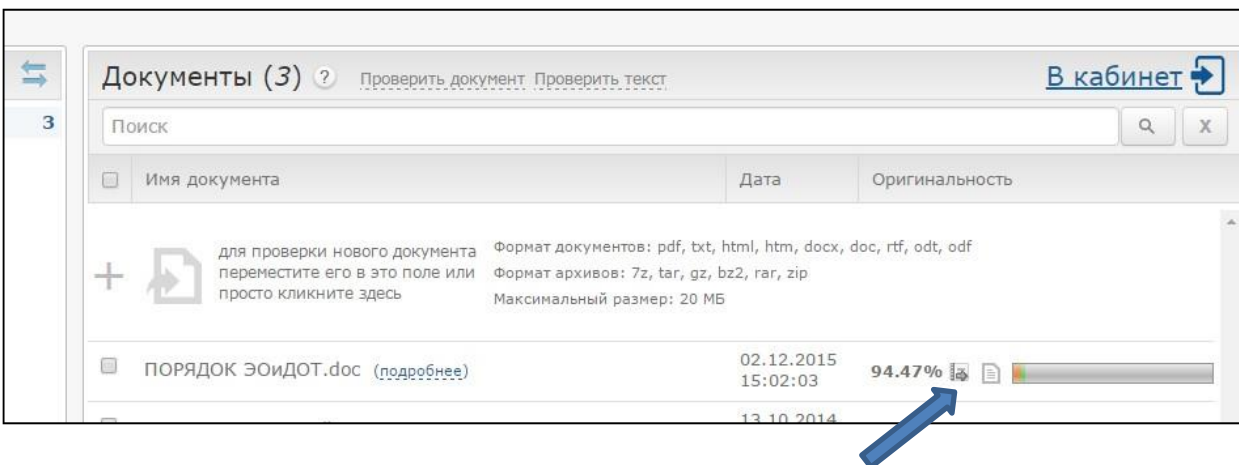 Документы (3) ? Проверить документ Проверить текст В кабинет
3
Поиск X
Имя документа Дата Оригинальность
для проверки нового документа
переместите его в это поле или
просто кликните здесь
Формат документов: pdf, txt, html, htm, docx, doc, rtf, odt, odf
Формат архивов: 7z, tar, gz, bz2, rar, zip
Максимальный размер: 20 МБ
ПОРЯДОК ЭОиДОТ.doc (подробнее)
02.12.2015
15:02:03
94.47%
13.10.2014